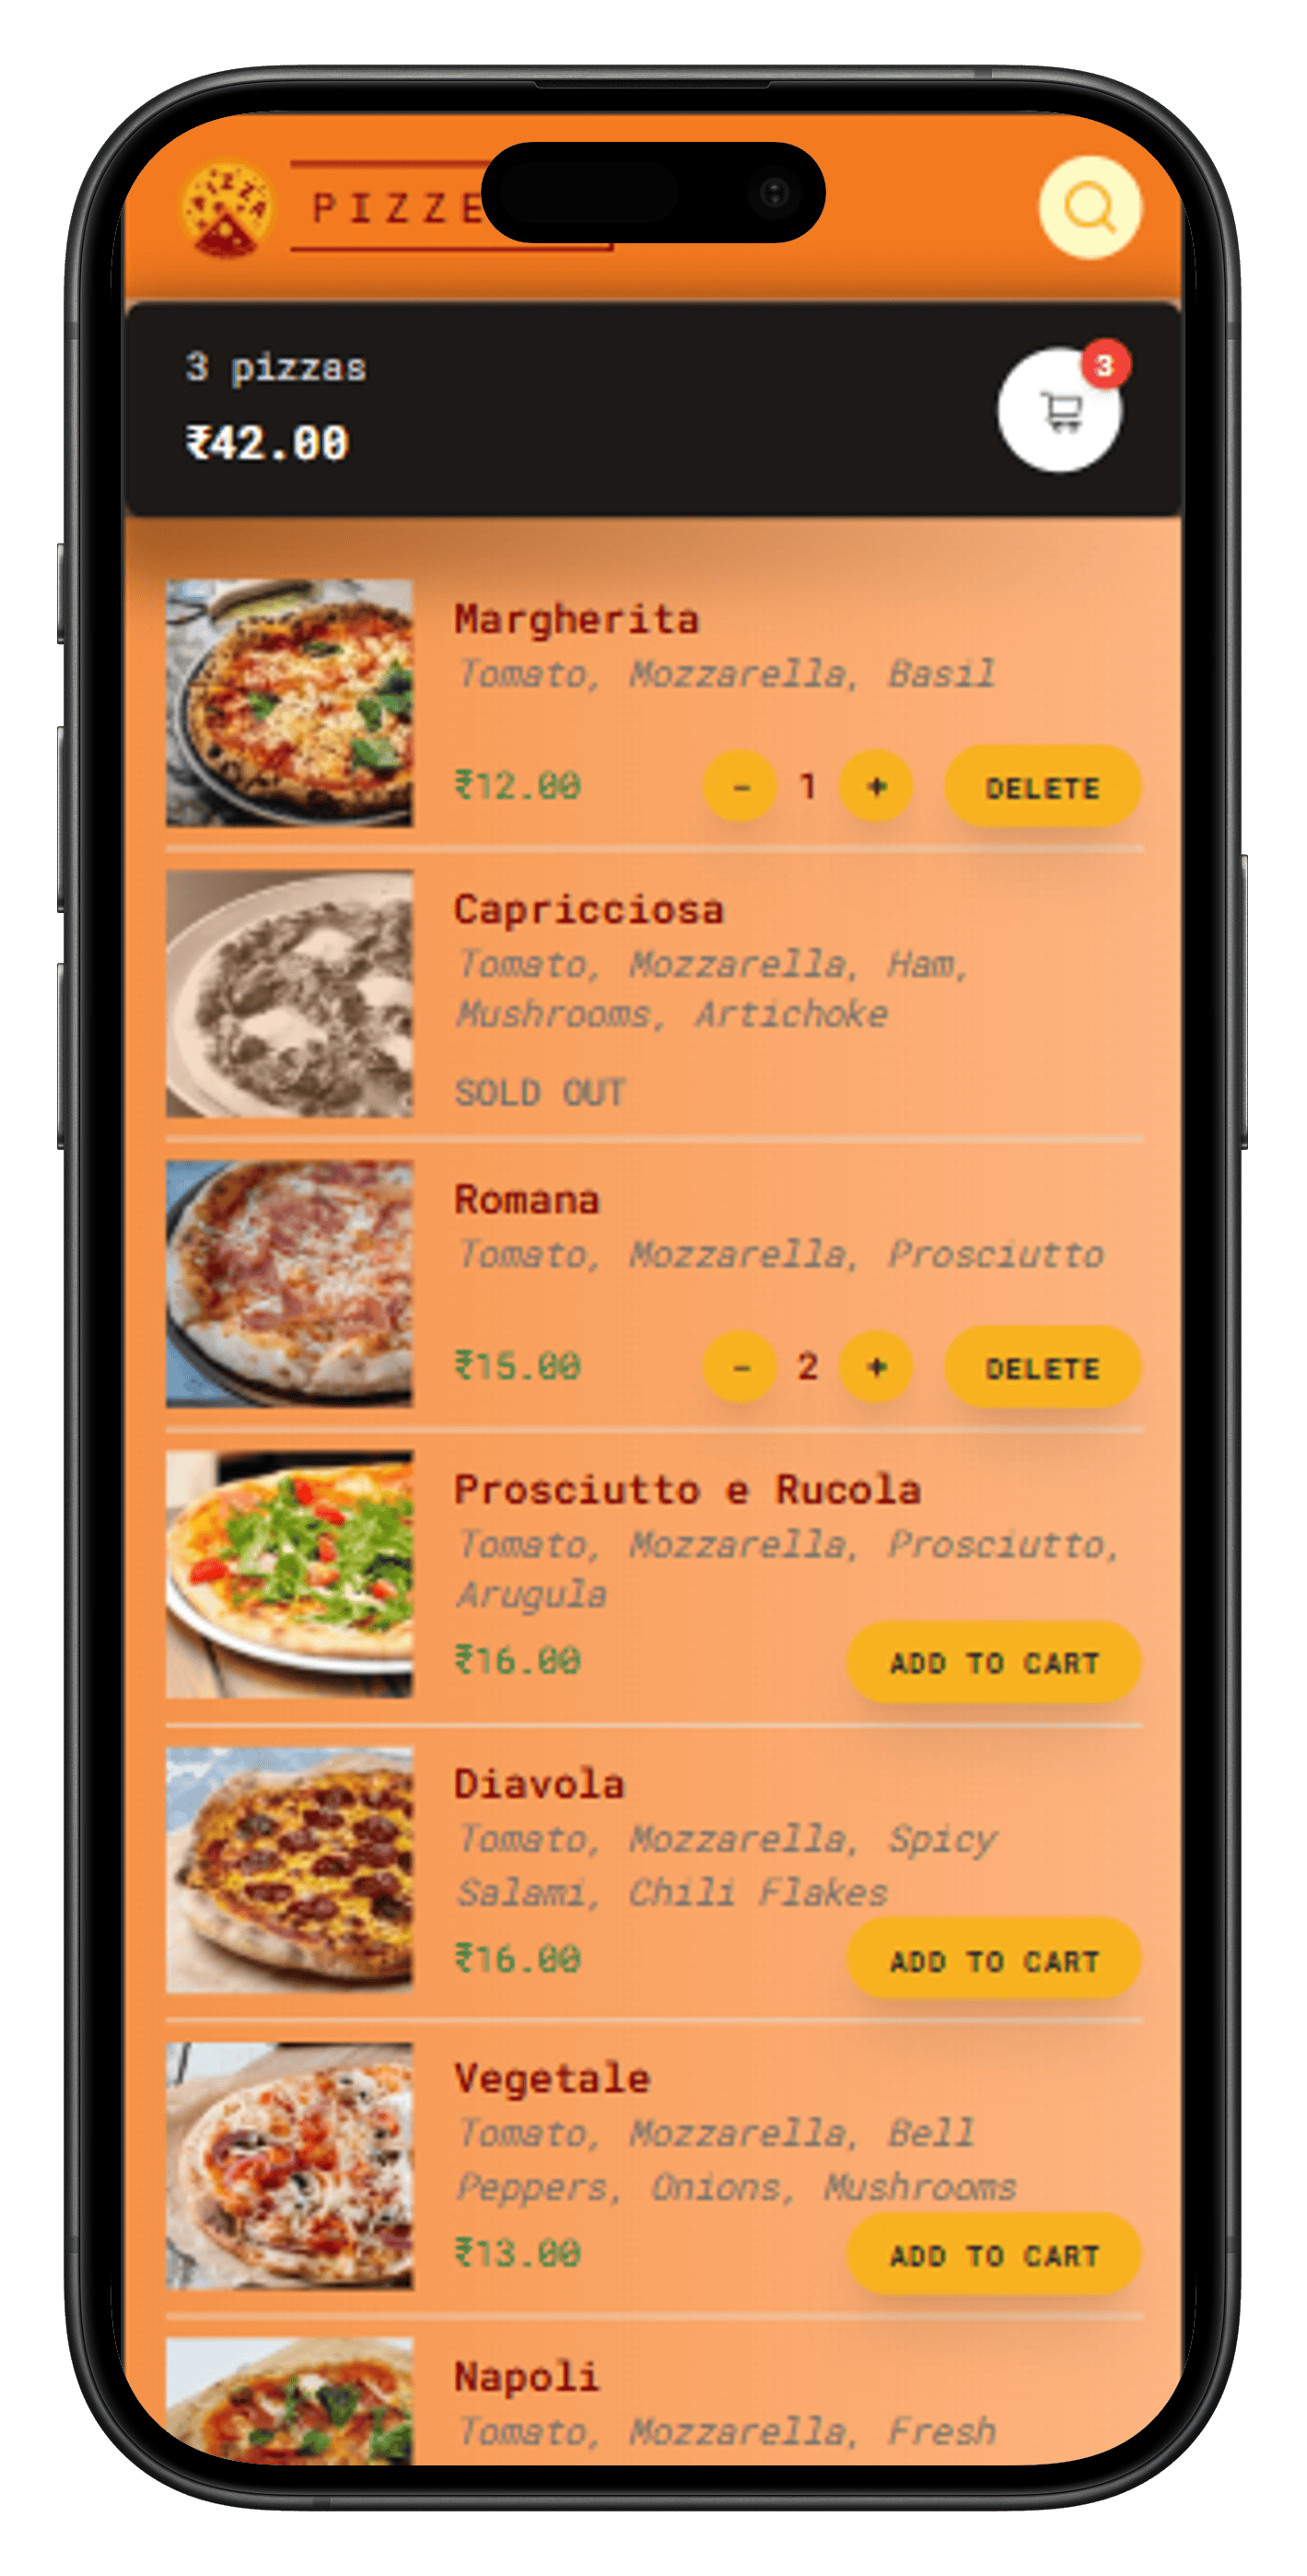 PIZZA
PIZZE
3 pizzas
3
₹42.00
Margherita
Tomato, Mozzarella, Basil
₹12.00 - 1 + DELETE
Capricciosa
Tomato, Mozzarella, Ham,
Mushrooms, Artichoke
SOLD OUT
Romana
Tomato, Mozzarella, Prosciutto
₹15.00 - 2 + DELETE
Prosciutto e Rucola
Tomato, Mozzarella, Prosciutto,
Arugula
₹16.00 ADD TO CART
Diavola
Tomato, Mozzarella, Spicy
Salami, Chili Flakes
₹16.00 ADD TO CART
Vegetale
Tomato, Mozzarella, Bell
Peppers, Onions, Mushrooms
₹13.00 ADD TO CART
Napoli
Tomato, Mozzarella, Fresh